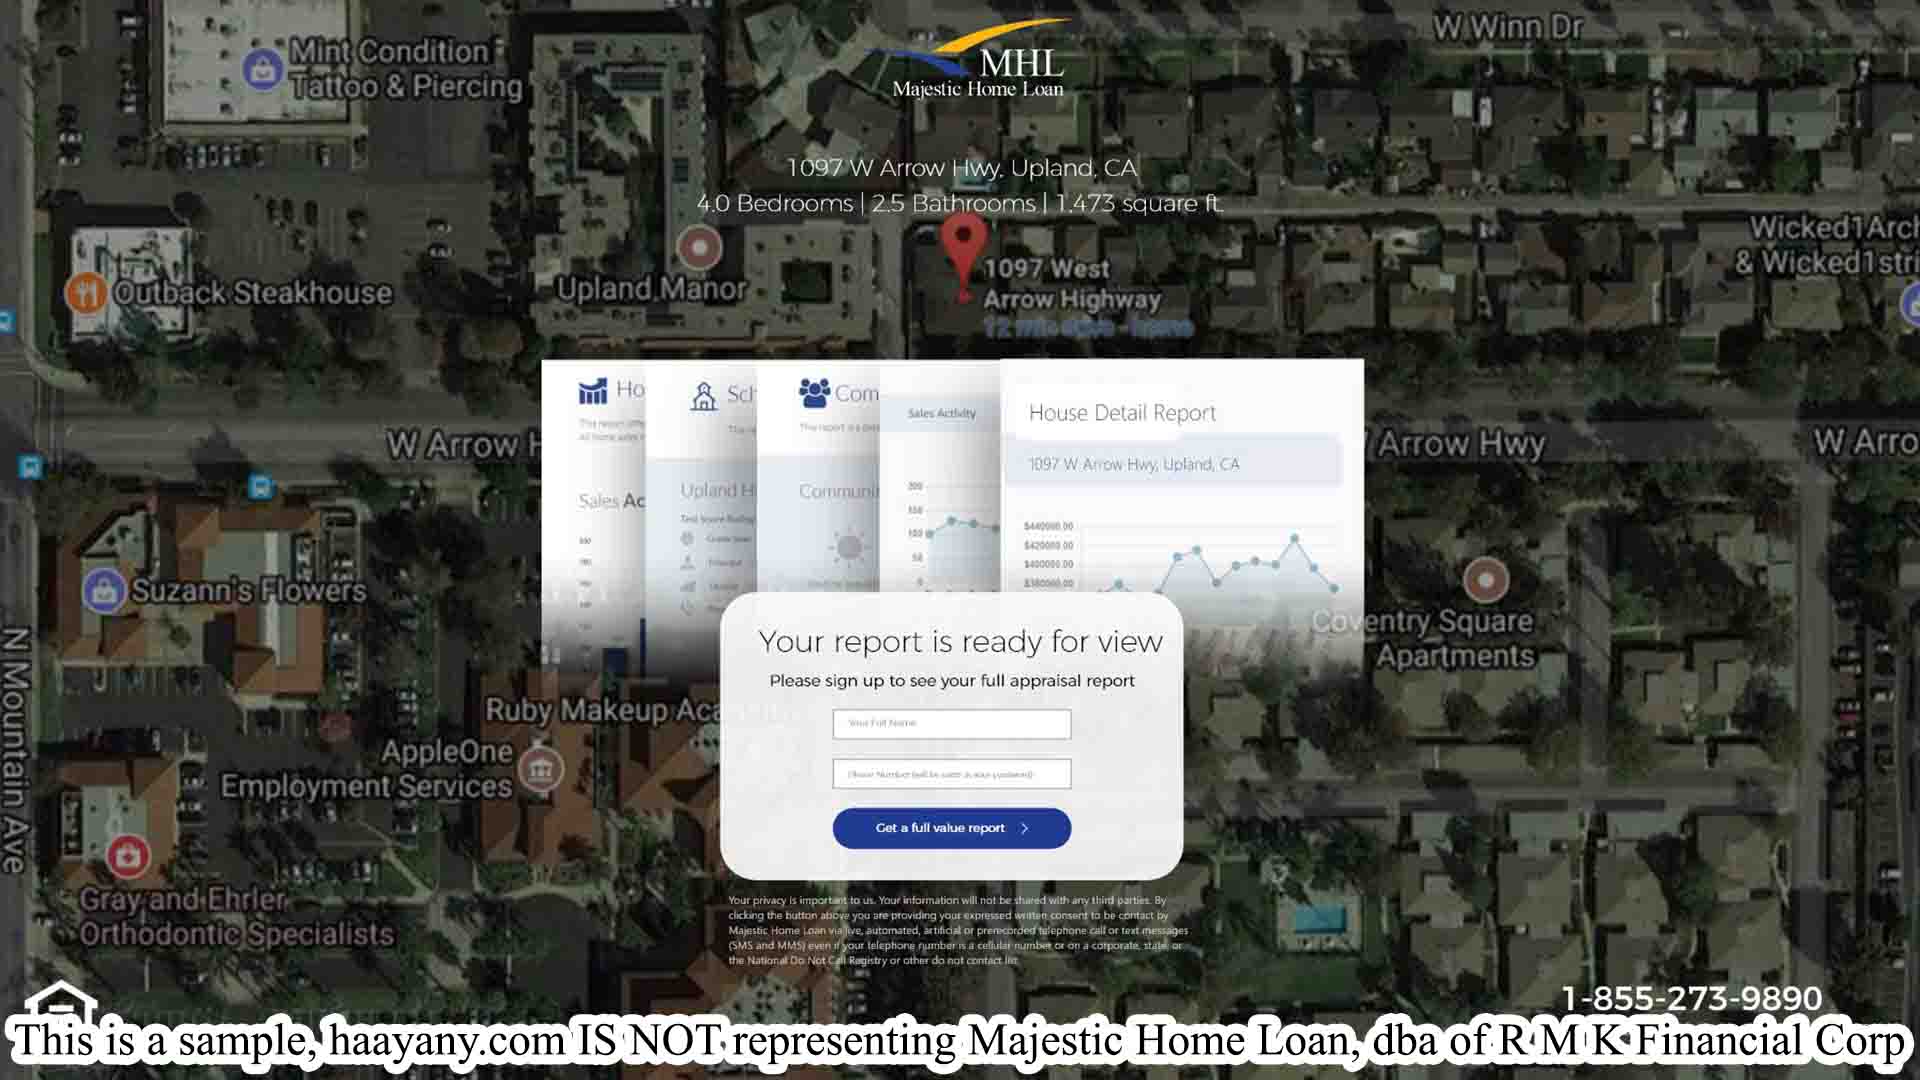 W Winn Dr
Mint Condition
Tattoo & Piercing
MHL
Majestic Home Loan
1097 W Arrow Hwy, Upland, CA
4.0 Bedrooms | 2.5 Bathrooms | 1,473 square ft.
Wicked1Arch
& Wicked1stri
Outback Steakhouse
Upland Manor
1097 West
Arrow Highway
Ho
Sch
Com
Sales Activity
House Detail Report
W Arrow H
Arrow Hwy
W Arro
1097 W Arrow Hwy, Upland, CA
Sales Ac
Upland H
Communi
Test Score Rating
200
150
100
50
0
$440000.00
$420000.00
$400000.00
$380000.00
Suzann's Flowers
Coventry Square
Apartments
N Mountain Ave
Your report is ready for view
Please sign up to see your full appraisal report
Your Full Name
Phone Number (will be used as your password)
Get a full value report >
Ruby Makeup Aca
AppleOne
Employment Services
Gray and Ehrler
Orthodontic Specialists
Your privacy is important to us. Your information will not be shared with any third parties. By
clicking the button above you are providing your expressed written consent to be contact by
Majestic Home Loan via live, automated, artificial or prerecorded telephone call or text messages
(SMS and MMS) even if your telephone number is a cellular number or on a corporate, state, or
the National Do Not Call Registry or other do not contact list
1-855-273-9890
This is a sample, haayany.com IS NOT representing Majestic Home Loan, dba of R M K Financial Corp